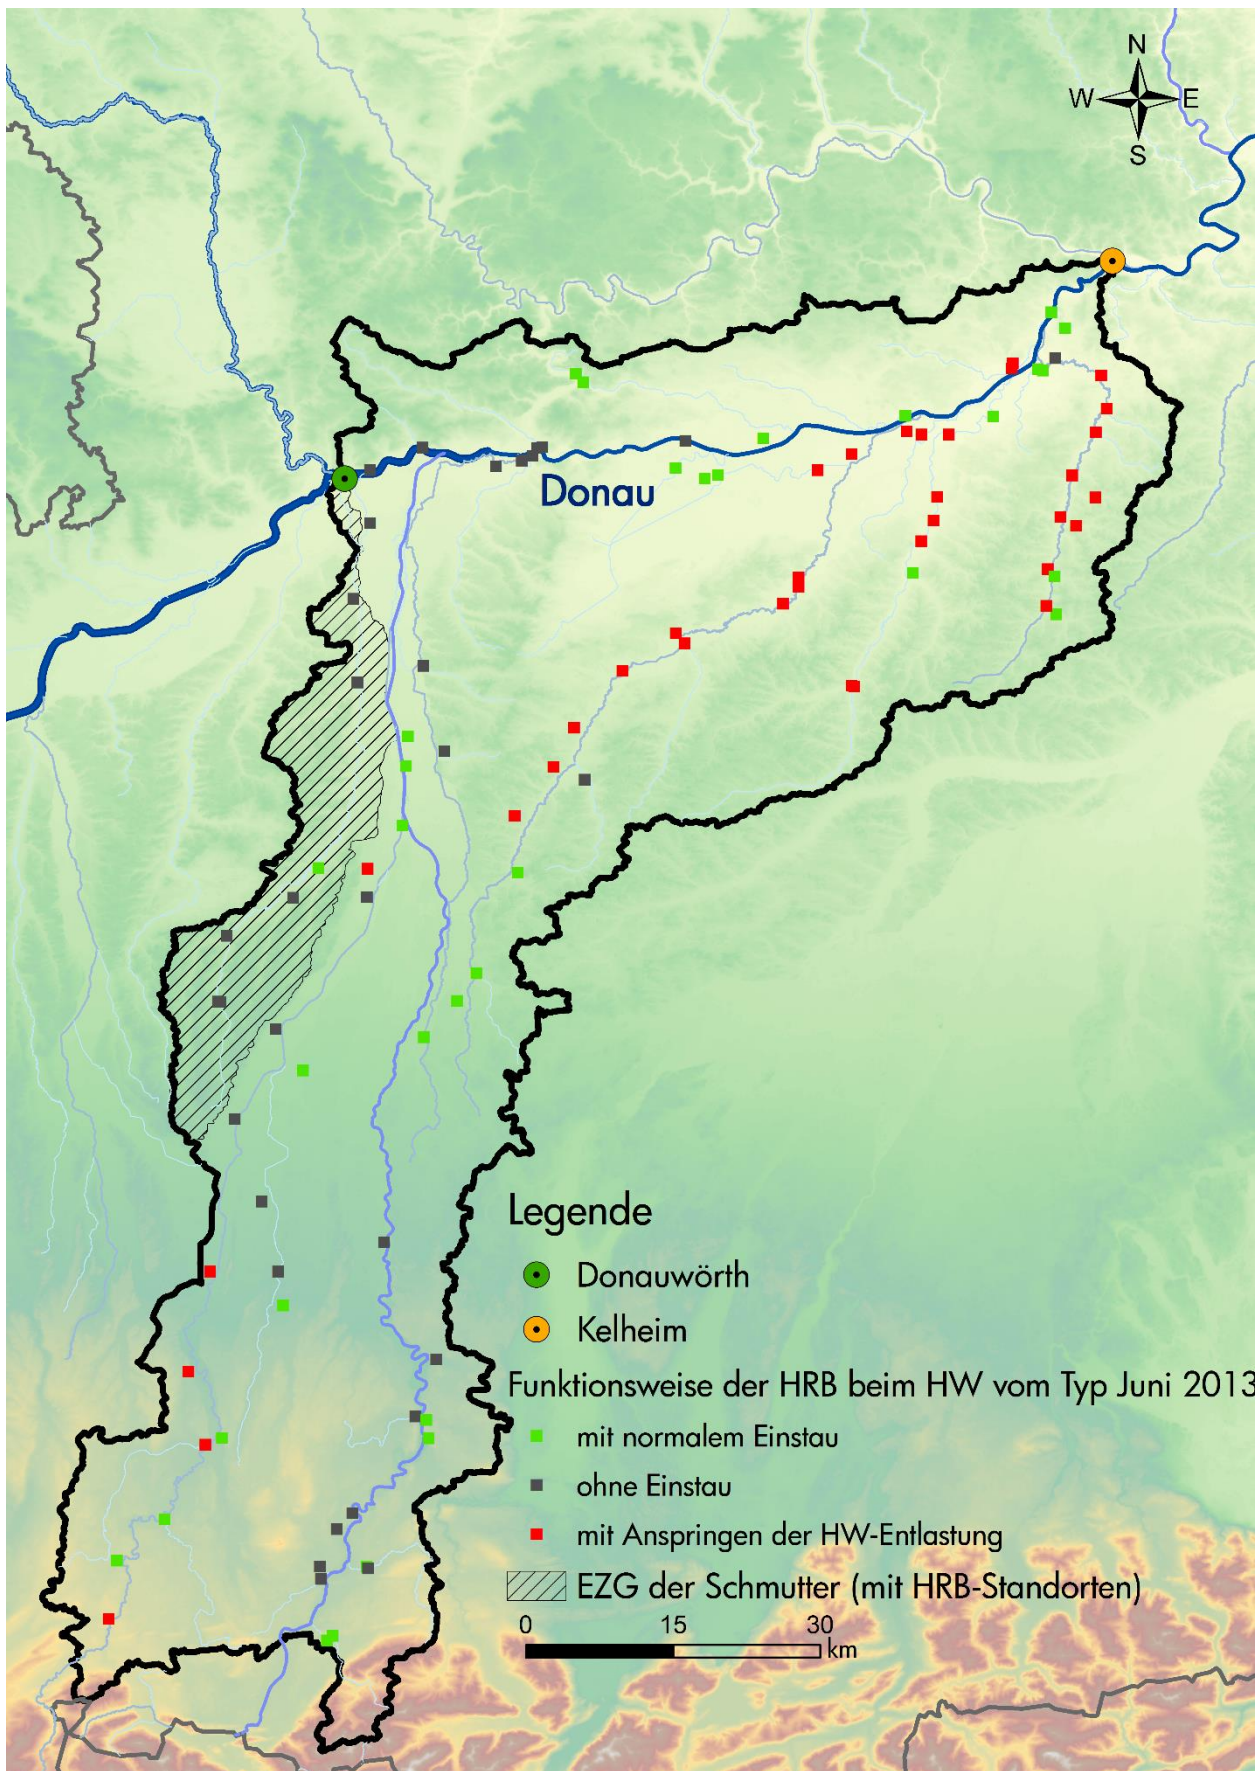 N
W E
S
Donau
Legende
Donauwörth
Kelheim
Funktionsweise der HRB beim HW vom Typ Juni 2013
mit normalem Einstau
ohne Einstau
mit Anspringen der HW-Entlastung
EZG der Schmutter (mit HRB-Standorten)
0 15 30
km